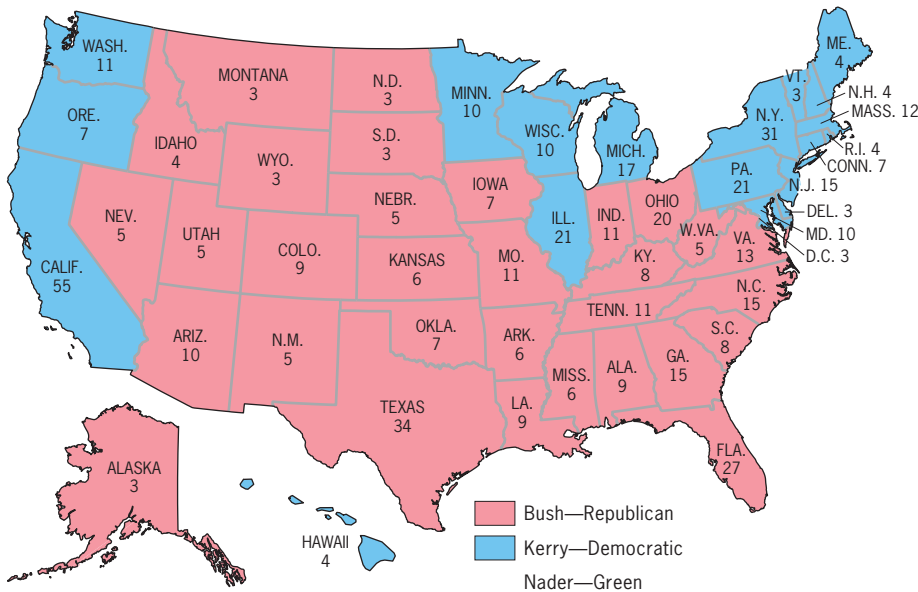 WASH.
11
ORE.
7
CALIF.
55
NEV.
5
IDAHO
4
MONTANA
3
WYO.
3
UTAH
5
COLO.
9
ARIZ.
10
N.M.
5
N.D.
3
S.D.
3
NEBR.
5
KANSAS
6
OKLA.
7
TEXAS
34
MINN.
10
IOWA
7
MO.
11
ARK.
6
LA.
9
WISC.
10
ILL.
21
MICH.
17
IND.
11
OHIO
20
KY.
8
TENN. 11
MISS.
6
ALA.
9
GA.
15
FLA.
27
S.C.
8
N.C.
15
VA.
13
W.VA.
5
PA.
21
N.Y.
31
VT.
3
ME.
4
N.H. 4
MASS. 12
R.I. 4
CONN. 7
N.J. 15
DEL. 3
MD. 10
D.C. 3
ALASKA
3
HAWAII
4
Bush—Republican
Kerry—Democratic
Nader—Green